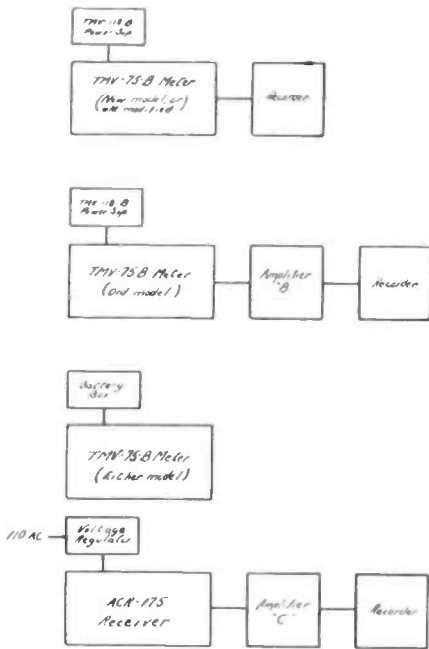 TMV-118 B
Power Sup
TMV-75-B Meter
(New model or)
old modified
Recorder
TMV 118 B
Power Sup
TMV-75-B Meter
(Old model)
Amplifier
"B"
Recorder
Battery
Box
TMV-75-B Meter
(Either model)
110 AC
Voltage
Regulator
ACR-175
Receiver
Amplifier
"C"
Recorder